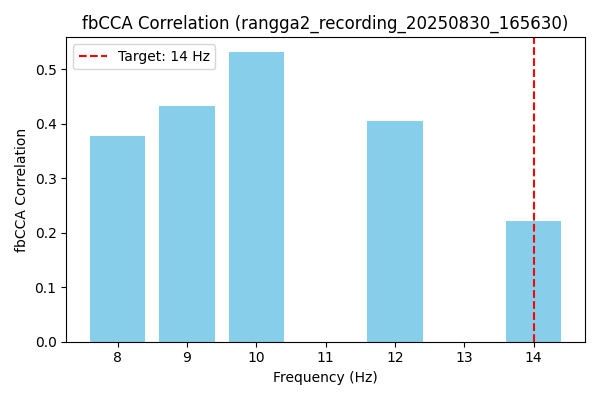 fbCCA Correlation (rangga2_recording_20250830_165630)
Target: 14 Hz
fbCCA Correlation
0.5
0.4
0.3
0.2
0.1
0.0
8 9 10 11 12 13 14
Frequency (Hz)